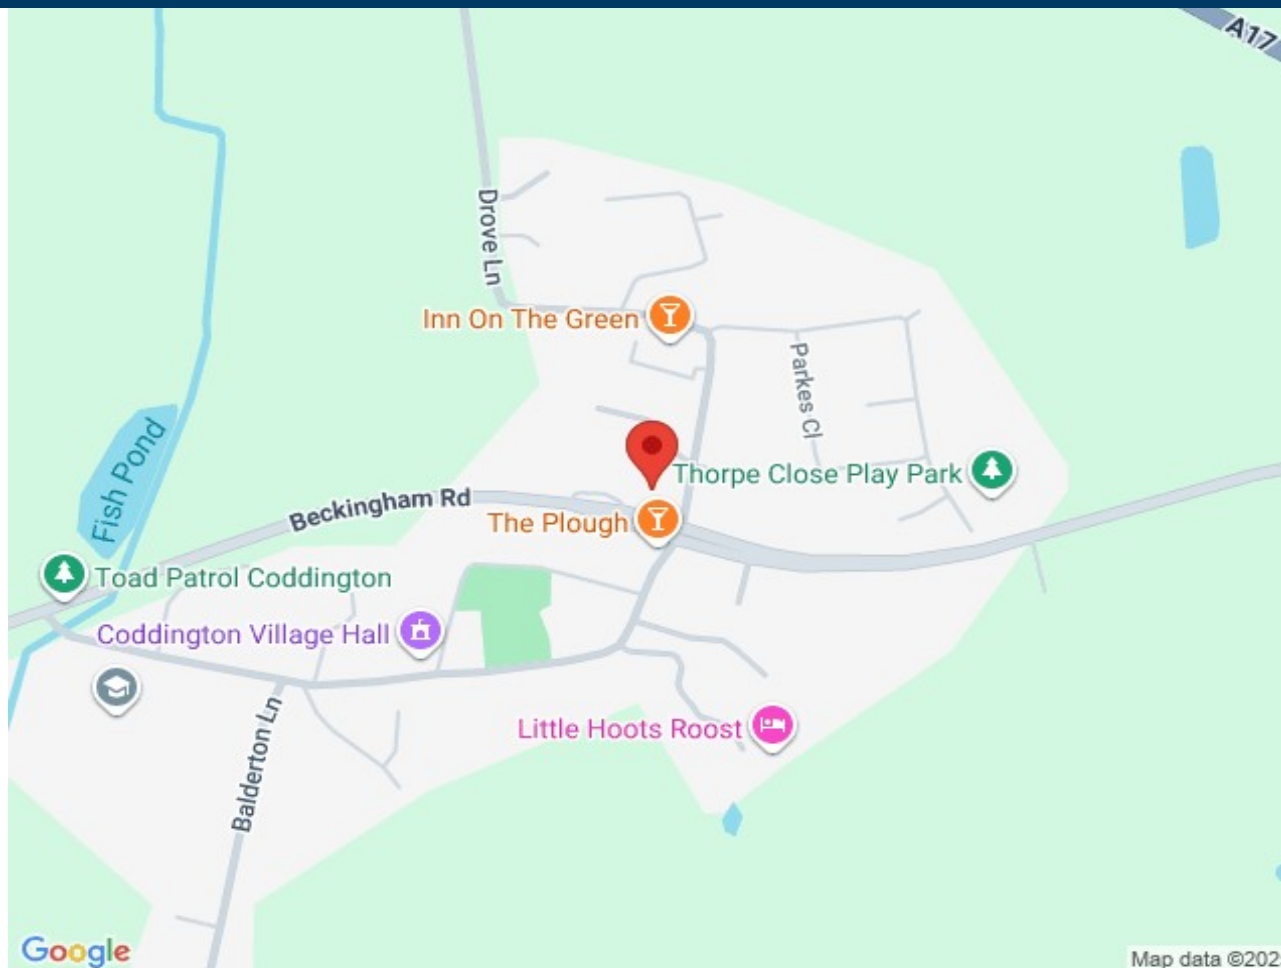 A17
Drove Ln
Inn On The Green
Parkes Cl
Fish Pond
Thorpe Close Play Park
Beckingham Rd
The Plough
Toad Patrol Coddington
Coddington Village Hall
Little Hoots Roost
Balderton Ln
Google
Map data ©202